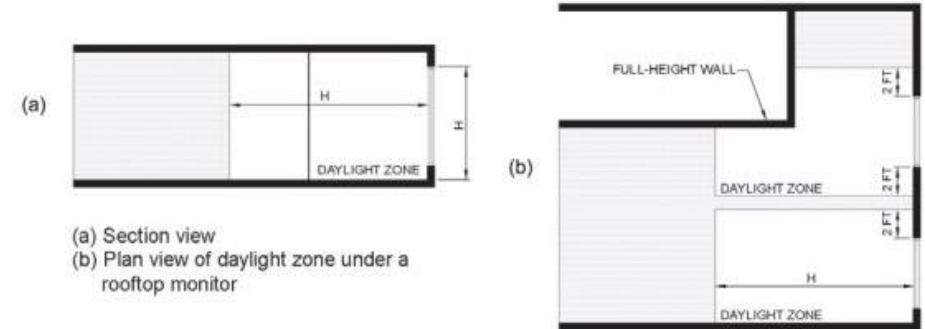 (a)
H
H
DAYLIGHT ZONE
(a) Section view
(b) Plan view of daylight zone under a
rooftop monitor
(b)
FULL-HEIGHT WALL
2 FT
2 FT
DAYLIGHT ZONE
2 FT
H
DAYLIGHT ZONE